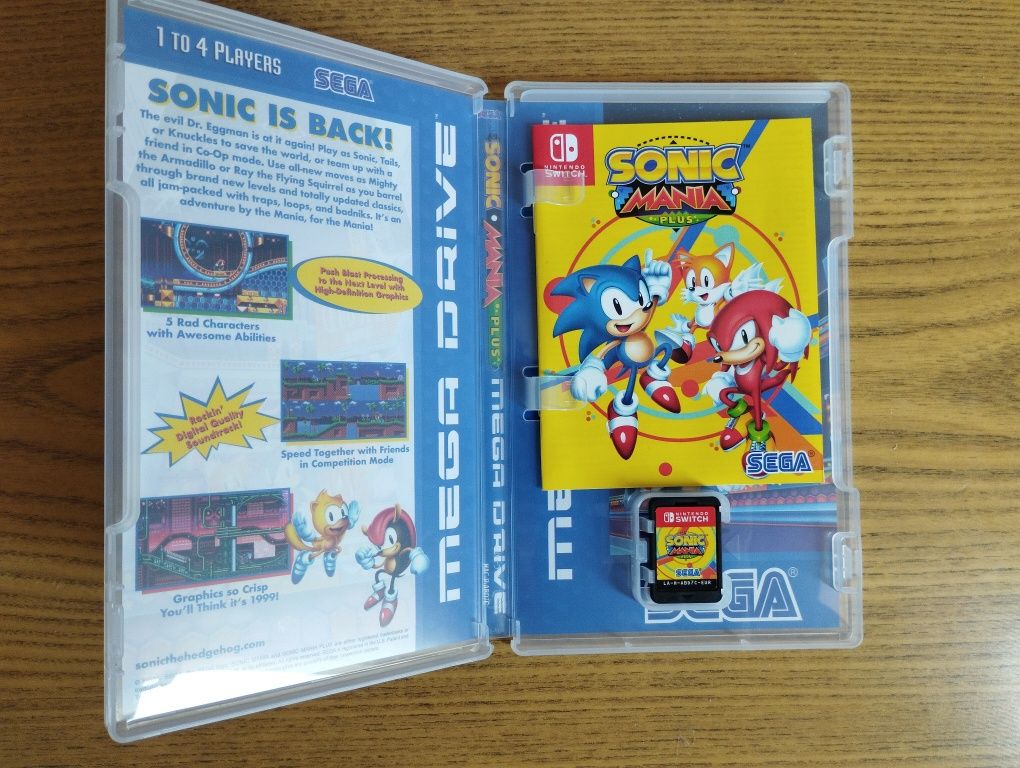 1 TO 4 PLAYERS
SEGA
SONIC IS BACK!
The evil Dr. Eggman is at it again! Play as Sonic, Tails,
or Knuckles to save the world, or team up with a
friend in Co-Op mode. Use all-new moves as Mighty
the Armadillo or Ray the Flying Squirrel as you barrel
through brand new levels and totally updated classics,
all jam-packed with traps, loops, and badniks. It's an
adventure by the Mania, for the Mania!
Push Blast Processing
to the Next Level with
High-Definition Graphics
5 Rad Characters
with Awesome Abilities
Rockin'
Digital Quality
Soundtrack!
Speed Together with Friends
in Competition Mode
Graphics so Crisp
You'll Think it's 1999!
sonicthehedgehog.com
MEGA DRIVE™
SONIC MANIA
PLUS
MEGA DRIVE
NINTENDO
SWITCH
SONIC™
MANIA
PLUS
SEGA®
NINTENDO
SWITCH
SONIC
MANIA
SEGA
LA-H-ABB7C-EUR
SEGA®